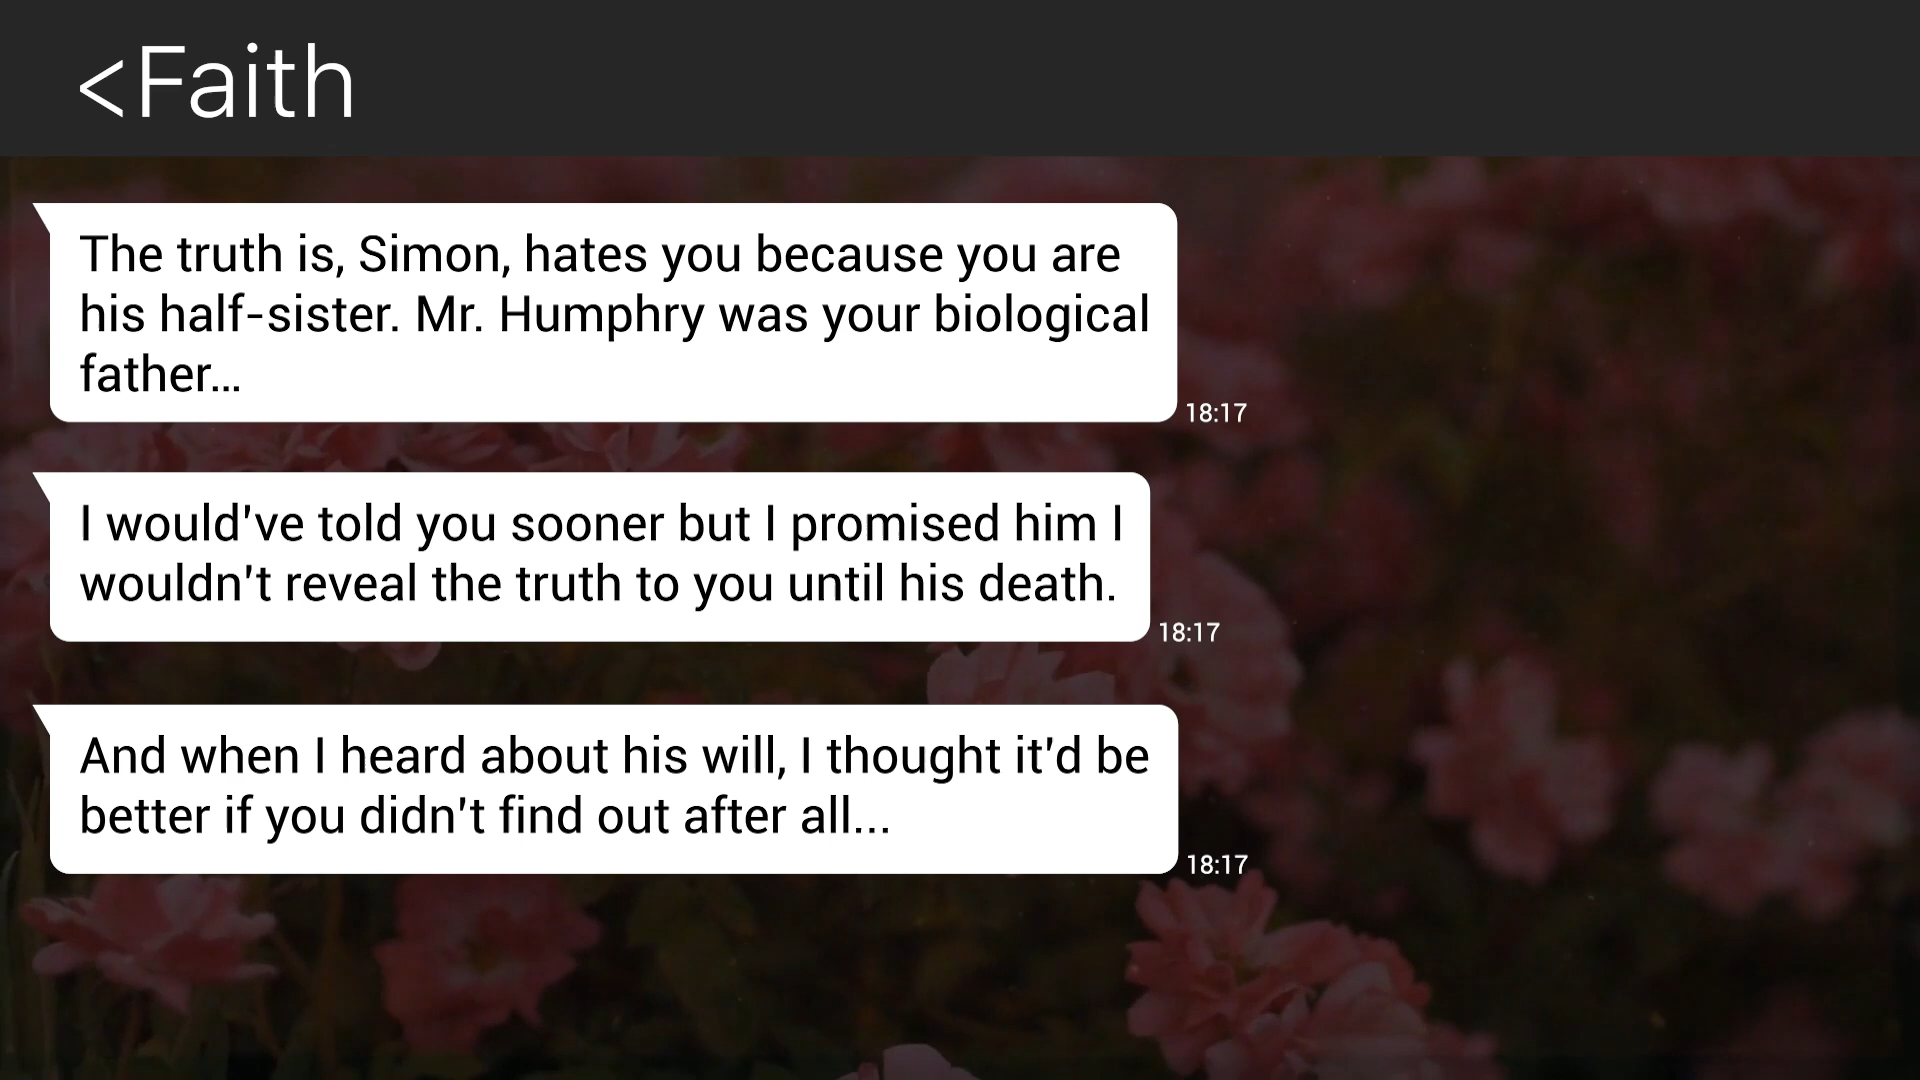 <Faith
The truth is, Simon, hates you because you are
his half-sister. Mr. Humphry was your biological
father...
18:17
I would've told you sooner but I promised him I
wouldn't reveal the truth to you until his death.
18:17
And when I heard about his will, I thought it'd be
better if you didn't find out after all...
18:17